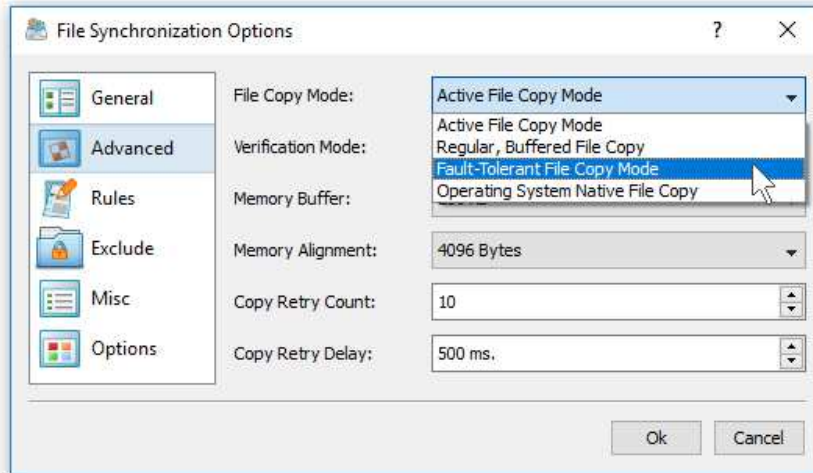 File Synchronization Options
General
Advanced
Rules
Exclude
Misc
Options
File Copy Mode:
Active File Copy Mode
Active File Copy Mode
Regular, Buffered File Copy
Fault-Tolerant File Copy Mode
Operating System Native File Copy
Verification Mode:
Memory Buffer:
Memory Alignment:
4096 Bytes
Copy Retry Count:
10
Copy Retry Delay:
500 ms.
Ok
Cancel